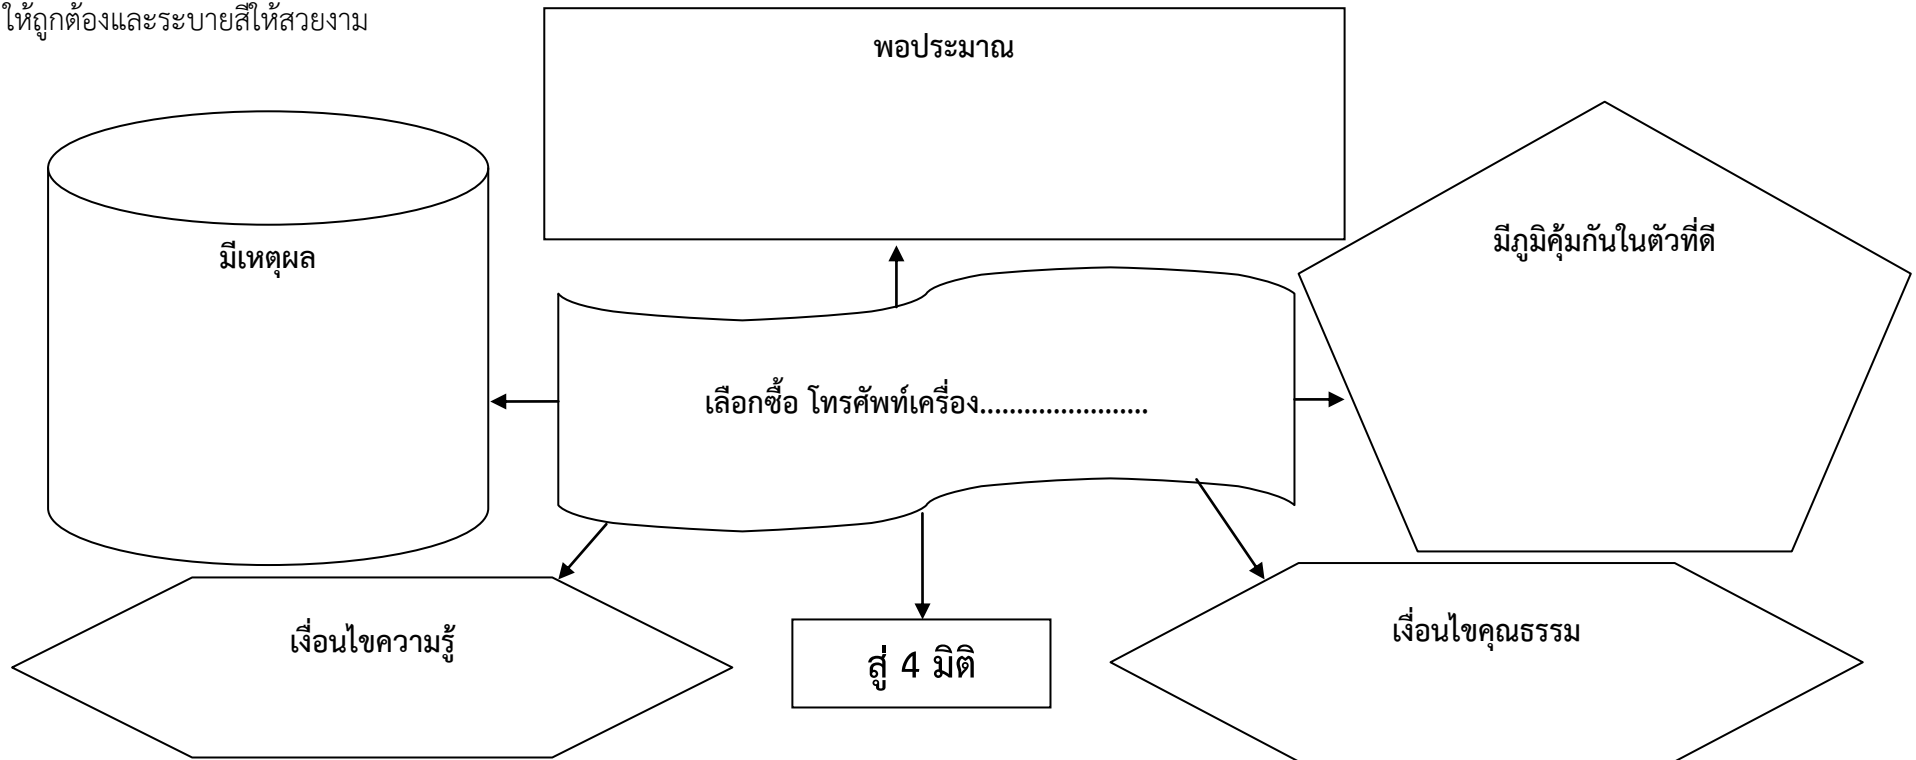 ให้ถูกต้องและระบายสีให้สวยงาม
พอประมาณ
มีเหตุผล
มีภูมิคุ้มกันในตัวที่ดี
เลือกซื้อ โทรศัพท์เครื่อง.......................
เงื่อนไขความรู้
สู่ 4 มิติ
เงื่อนไขคุณธรรม